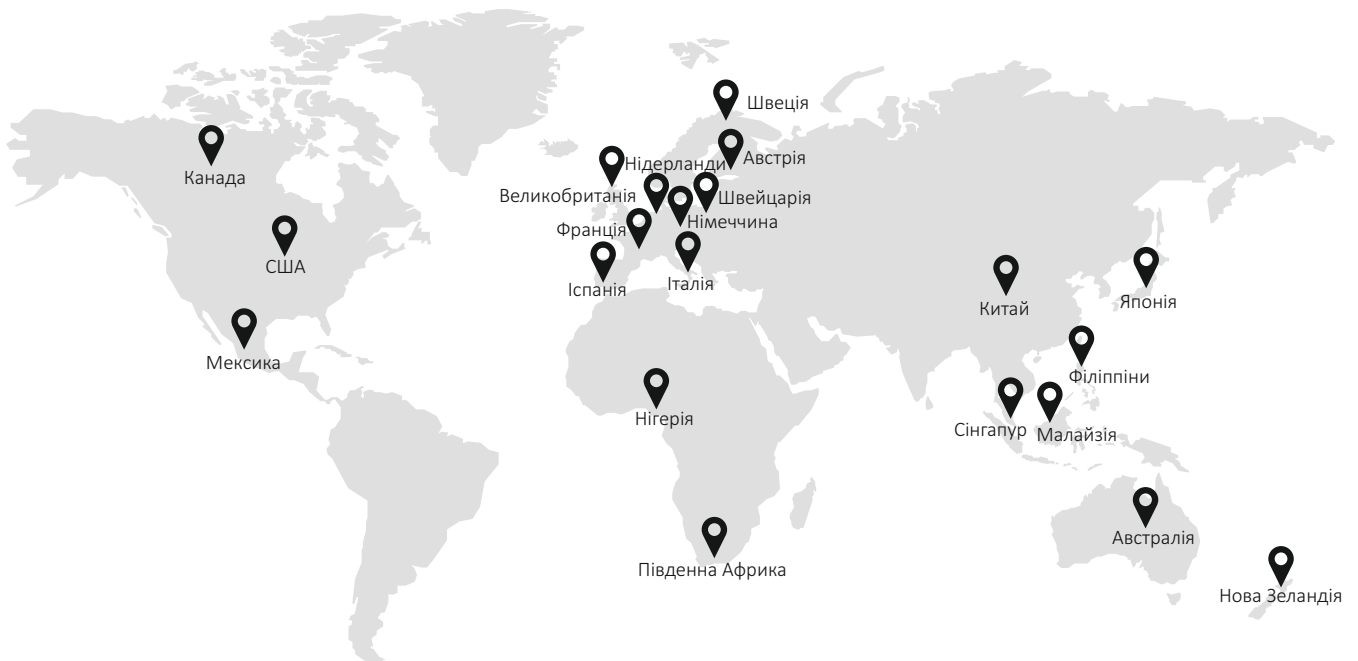 Швеція
Нідерланди
Австрія
Канада
Великобританія
Швейцарія
Німеччина
Франція
США
Італія
Іспанія
Японія
Китай
Мексика
Філіппіни
Нігерія
Сінгапур
Малайзія
Австралія
Південна Африка
Нова Зеландія